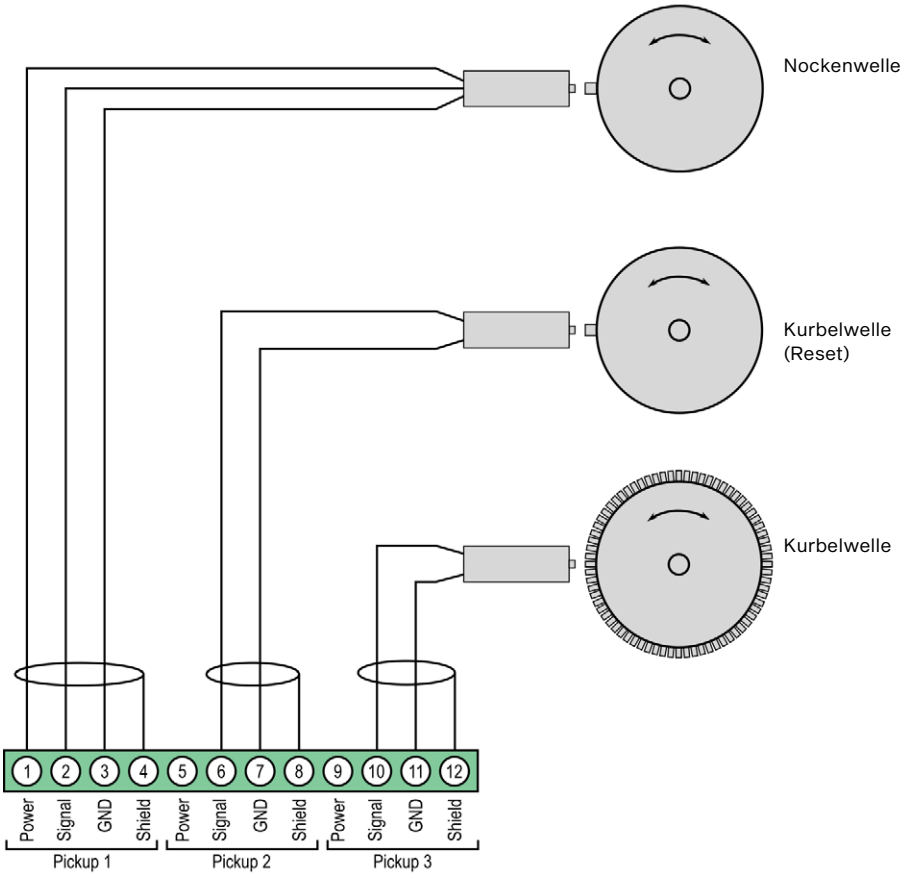 Nockenwelle
Kurbelwelle
(Reset)
Kurbelwelle
1 2 3 4 5 6 7 8 9 10 11 12
Power Signal GND Shield Power Signal GND Shield Power Signal GND Shield
Pickup 1 Pickup 2 Pickup 3